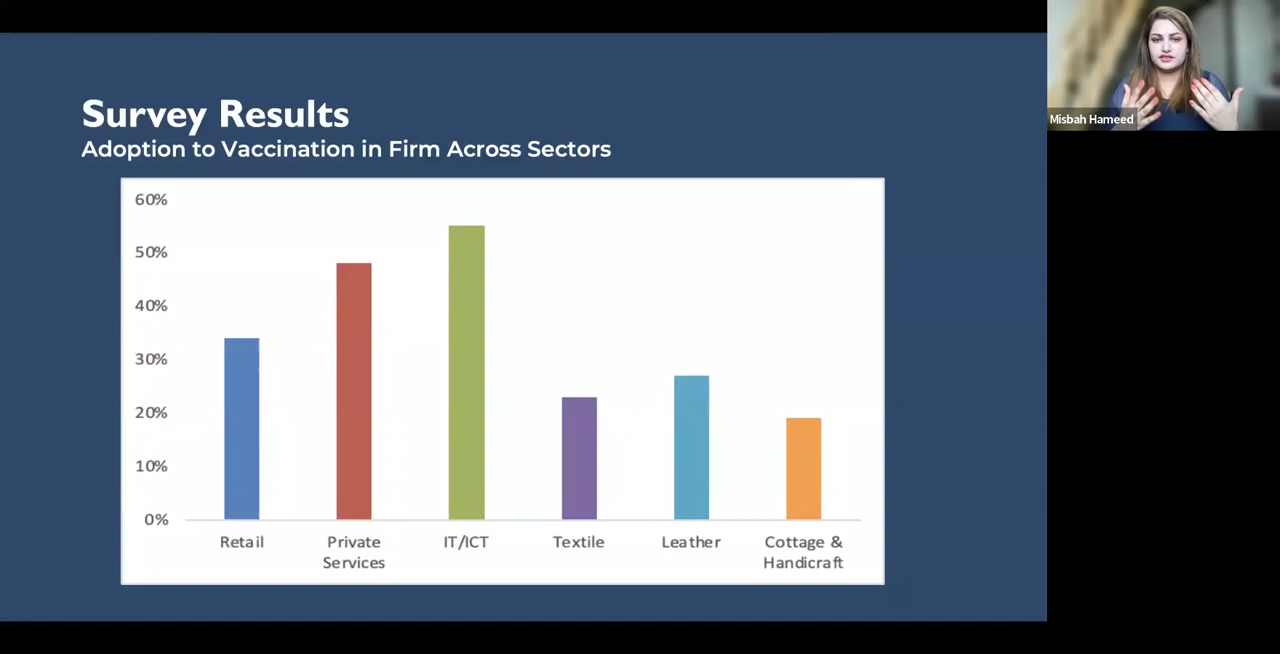 Survey Results
Adoption to Vaccination in Firm Across Sectors
60%
50%
40%
30%
20%
10%
0%
Retail
Private
Services
IT/ICT
Textile
Leather
Cottage &
Handicraft
Misbah Hameed